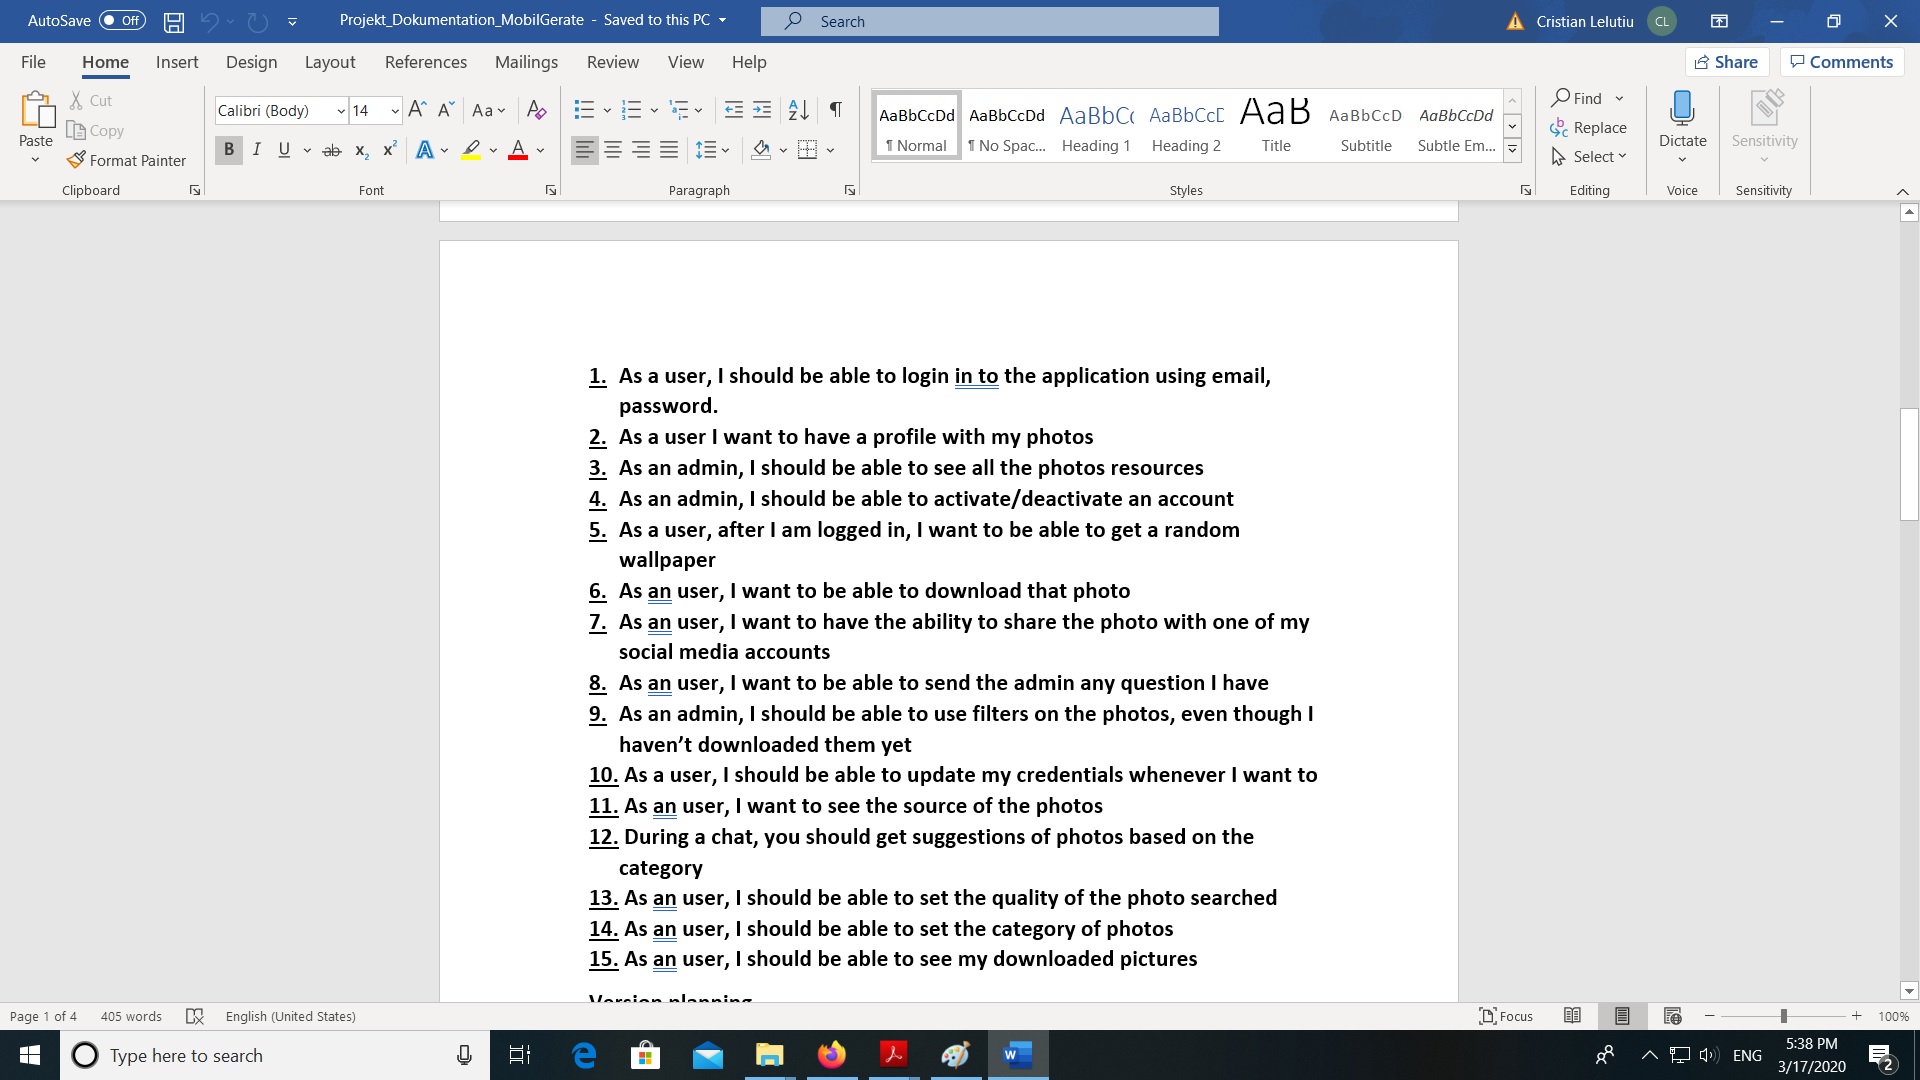 AutoSave Off Projekt_Dokumentation_MobilGerate - Saved to this PC Search Cristian Lelutiu CL
File Home Insert Design Layout References Mailings Review View Help Share Comments
Paste
Cut
Copy
Format Painter
Clipboard
Calibri (Body) 14
Font
Paragraph
AaBbCcDd AaBbCcDd AaBbC AaBbCcE AaB AaBbCcD AaBbCcDd
¶ Normal ¶ No Spac... Heading 1 Heading 2 Title Subtitle Subtle Em...
Styles
Find
Replace
Select
Editing
Dictate
Voice
Sensitivity
Sensitivity
1. As a user, I should be able to login in to the application using email,
password.
2. As a user I want to have a profile with my photos
3. As an admin, I should be able to see all the photos resources
4. As an admin, I should be able to activate/deactivate an account
5. As a user, after I am logged in, I want to be able to get a random
wallpaper
6. As an user, I want to be able to download that photo
7. As an user, I want to have the ability to share the photo with one of my
social media accounts
8. As an user, I want to be able to send the admin any question I have
9. As an admin, I should be able to use filters on the photos, even though I
haven’t downloaded them yet
10. As a user, I should be able to update my credentials whenever I want to
11. As an user, I want to see the source of the photos
12. During a chat, you should get suggestions of photos based on the
category
13. As an user, I should be able to set the quality of the photo searched
14. As an user, I should be able to set the category of photos
15. As an user, I should be able to see my downloaded pictures
Version planning
Page 1 of 4 405 words English (United States) Focus 100%
Type here to search ENG
5:38 PM
3/17/2020
2